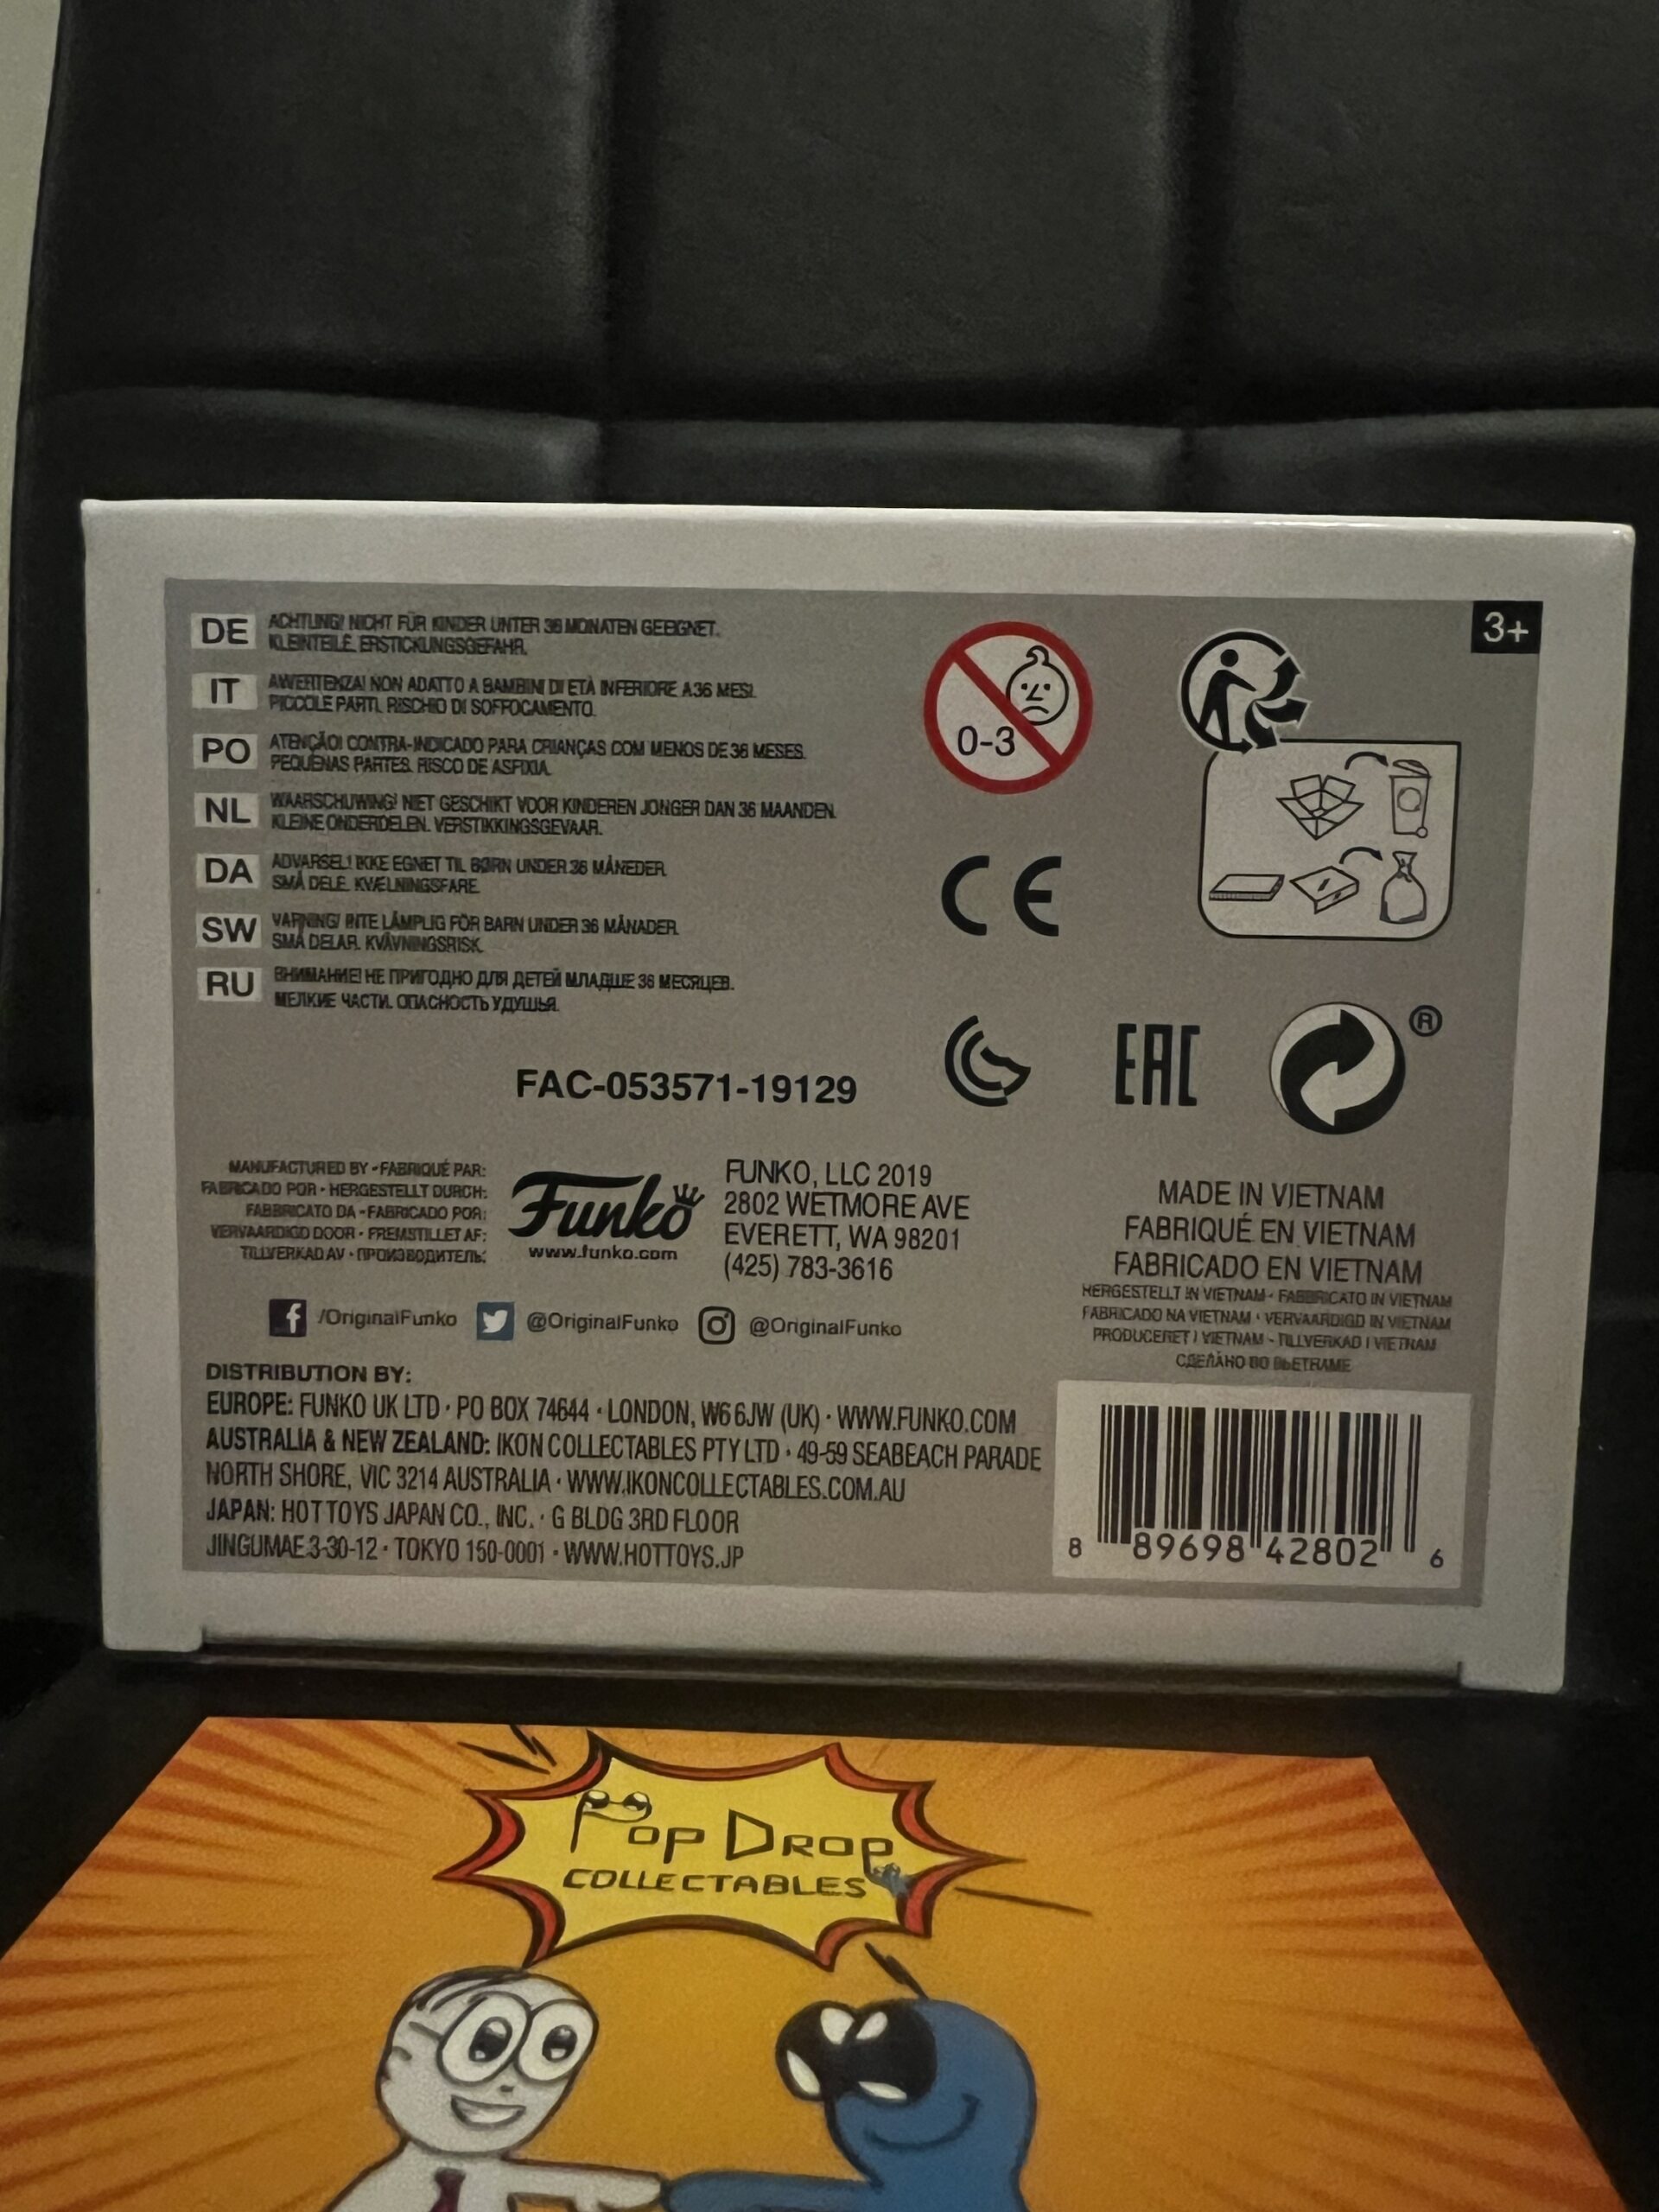 DE ACHTUNG! NICHT FÜR KINDER UNTER 36 MONATEN GEEIGNET.
KLEINTEILE. ERSTICKUNGSGEFAHR.
IT AVVERTENZA! NON ADATTO A BAMBINI DI ETÀ INFERIORE A 36 MESI.
PICCOLE PARTI. RISCHIO DI SOFFOCAMENTO.
PO ATENÇÃO! CONTRA-INDICADO PARA CRIANÇAS COM MENOS DE 36 MESES.
PEQUENAS PARTES. RISCO DE ASFIXIA.
NL WAARSCHUWING! NIET GESCHIKT VOOR KINDEREN JONGER DAN 36 MAANDEN.
KLEINE ONDERDELEN. VERSTIKKINGSGEVAAR.
DA ADVARSEL! IKKE EGNET TIL BØRN UNDER 36 MÅNEDER.
SMÅ DELE. KVÆLNINGSFARE.
SW VARNING! INTE LÄMPLIG FÖR BARN UNDER 36 MÅNADER.
SMÅ DELAR. KVÄVNINGSRISK.
RU ВНИМАНИЕ! НЕ ПРИГОДНО ДЛЯ ДЕТЕЙ МЛАДШЕ 36 МЕСЯЦЕВ.
МЕЛКИЕ ЧАСТИ. ОПАСНОСТЬ УДУШЬЯ.
0-3
3+
CE
EAC
®
FAC-053571-19129
MANUFACTURED BY • FABRIQUÉ PAR:
FABRICADO POR • HERGESTELLT DURCH:
FABBRICATO DA • FABRICADO POR:
VERVAARDIGD DOOR • FREMSTILLET AF:
TILLVERKAD AV • ПРОИЗВОДИТЕЛЬ:
Funko
www.funko.com
FUNKO, LLC 2019
2802 WETMORE AVE
EVERETT, WA 98201
(425) 783-3616
MADE IN VIETNAM
FABRIQUÉ EN VIETNAM
FABRICADO EN VIETNAM
HERGESTELLT IN VIETNAM • FABBRICATO IN VIETNAM
FABRICADO NA VIETNAM • VERVAARDIGD IN VIETNAM
PRODUCERET I VIETNAM • TILLVERKAD I VIETNAM
СДЕЛАНО ВО ВЬЕТНАМЕ
/OriginalFunko @OriginalFunko @OriginalFunko
DISTRIBUTION BY:
EUROPE: FUNKO UK LTD • PO BOX 74644 • LONDON, W6 6JW (UK) • WWW.FUNKO.COM
AUSTRALIA & NEW ZEALAND: IKON COLLECTABLES PTY LTD • 49-59 SEABEACH PARADE
NORTH SHORE, VIC 3214 AUSTRALIA • WWW.IKONCOLLECTABLES.COM.AU
JAPAN: HOT TOYS JAPAN CO., INC. • G BLDG 3RD FLOOR
JINGUMAE 3-30-12 • TOKYO 150-0001 • WWW.HOTTOYS.JP
8 89698 42802 6
POP DROP
COLLECTABLES